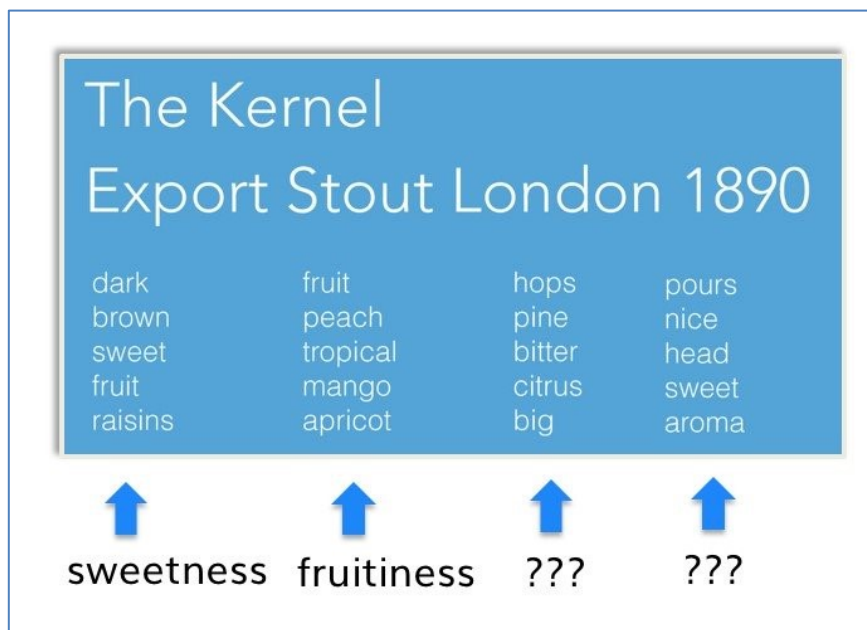 The Kernel
Export Stout London 1890
dark fruit hops pours
brown peach pine nice
sweet tropical bitter head
fruit mango citrus sweet
raisins apricot big aroma
sweetness fruitiness ??? ???